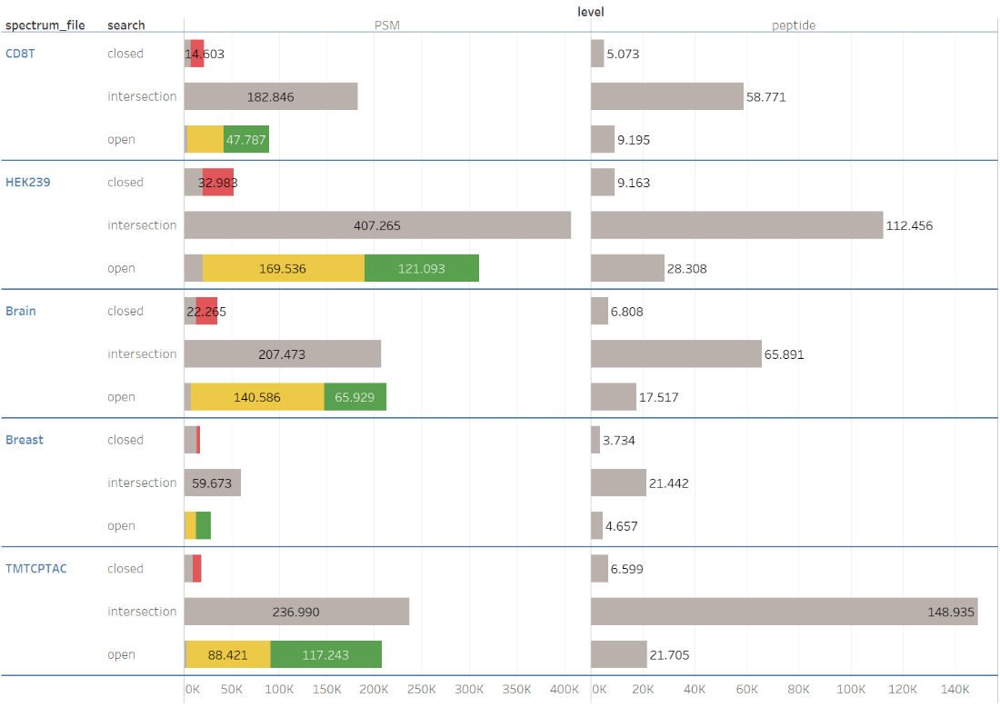 level
spectrum_file search PSM peptide
CD8T closed 14.603 5.073
intersection 182.846 58.771
open 47.787 9.195
HEK239 closed 32.983 9.163
intersection 407.265 112.456
open 169.536 121.093 28.308
Brain closed 22.265 6.808
intersection 207.473 65.891
open 140.586 65.929 17.517
Breast closed 3.734
intersection 59.673 21.442
open 4.657
TMTCPTAC closed 6.599
intersection 236.990 148.935
open 88.421 117.243 21.705
0K 50K 100K 150K 200K 250K 300K 350K 400K 0K 20K 40K 60K 80K 100K 120K 140K